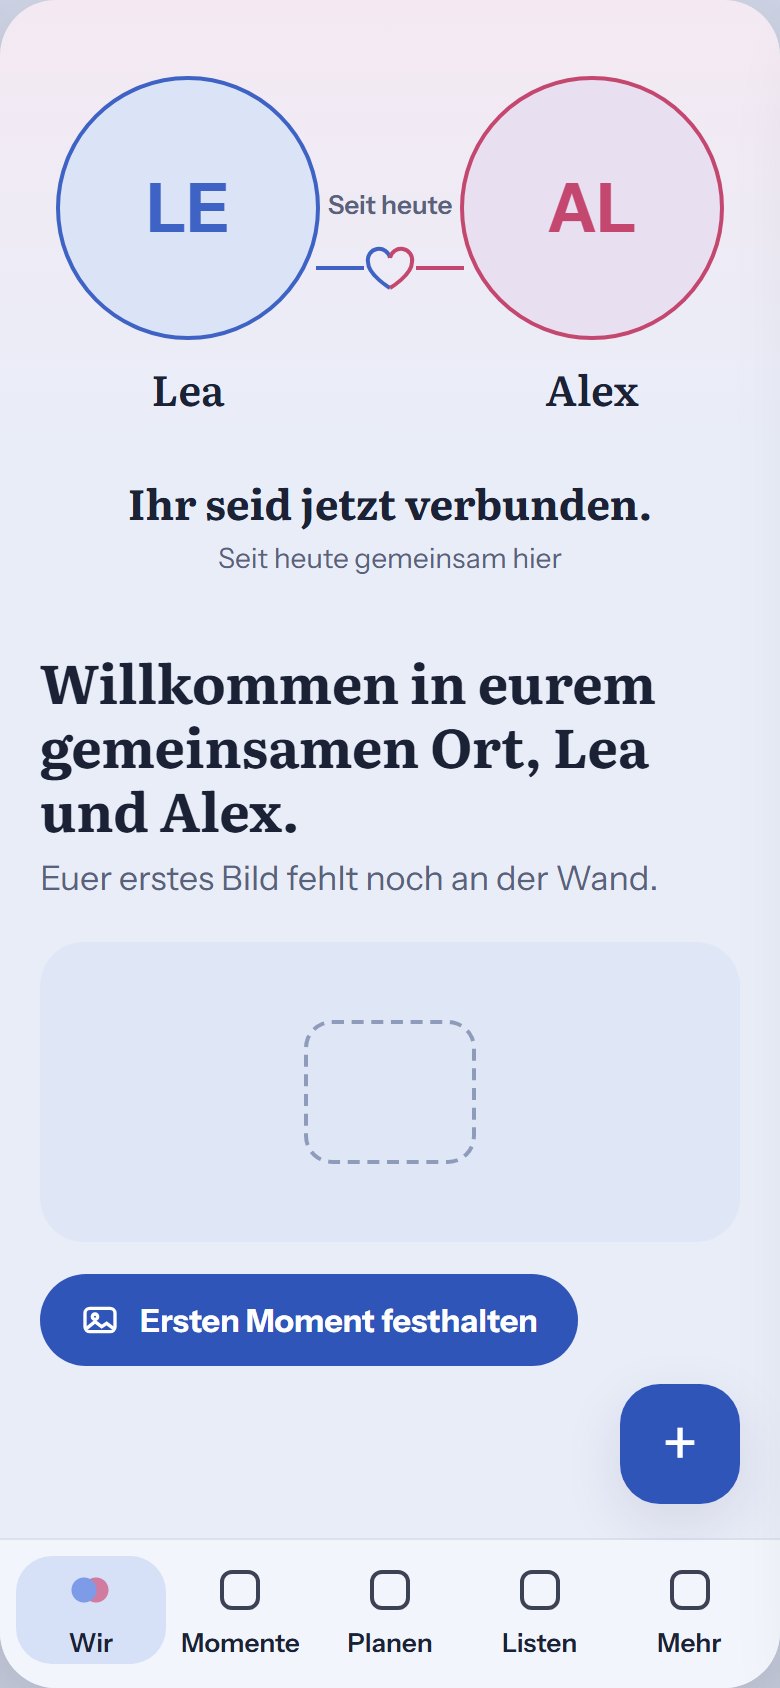 LE
Seit heute
AL
Lea
Alex
Ihr seid jetzt verbunden.
Seit heute gemeinsam hier
Willkommen in eurem
gemeinsamen Ort, Lea
und Alex.
Euer erstes Bild fehlt noch an der Wand.
Ersten Moment festhalten
+
Wir
Momente
Planen
Listen
Mehr